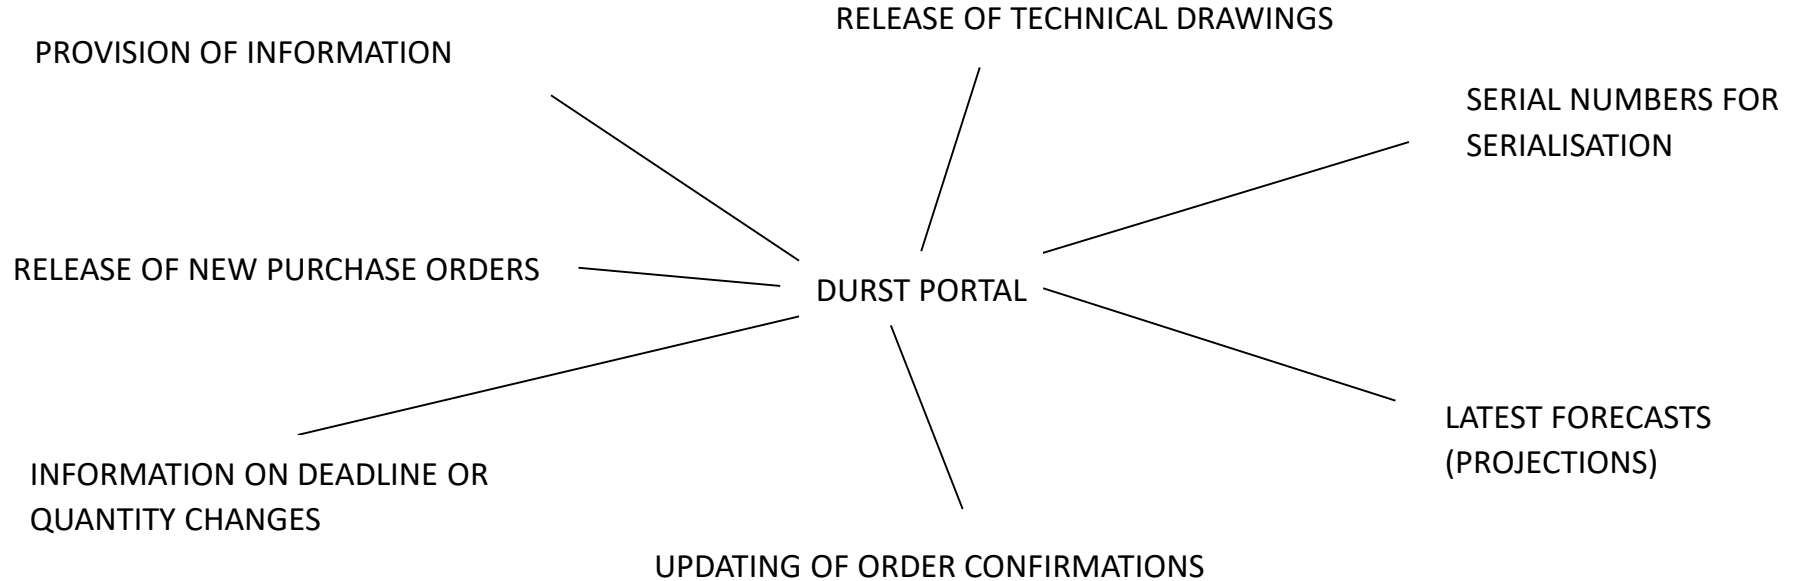 RELEASE OF TECHNICAL DRAWINGS
PROVISION OF INFORMATION
SERIAL NUMBERS FOR
SERIALISATION
RELEASE OF NEW PURCHASE ORDERS
DURST PORTAL
LATEST FORECASTS
(PROJECTIONS)
INFORMATION ON DEADLINE OR
QUANTITY CHANGES
UPDATING OF ORDER CONFIRMATIONS